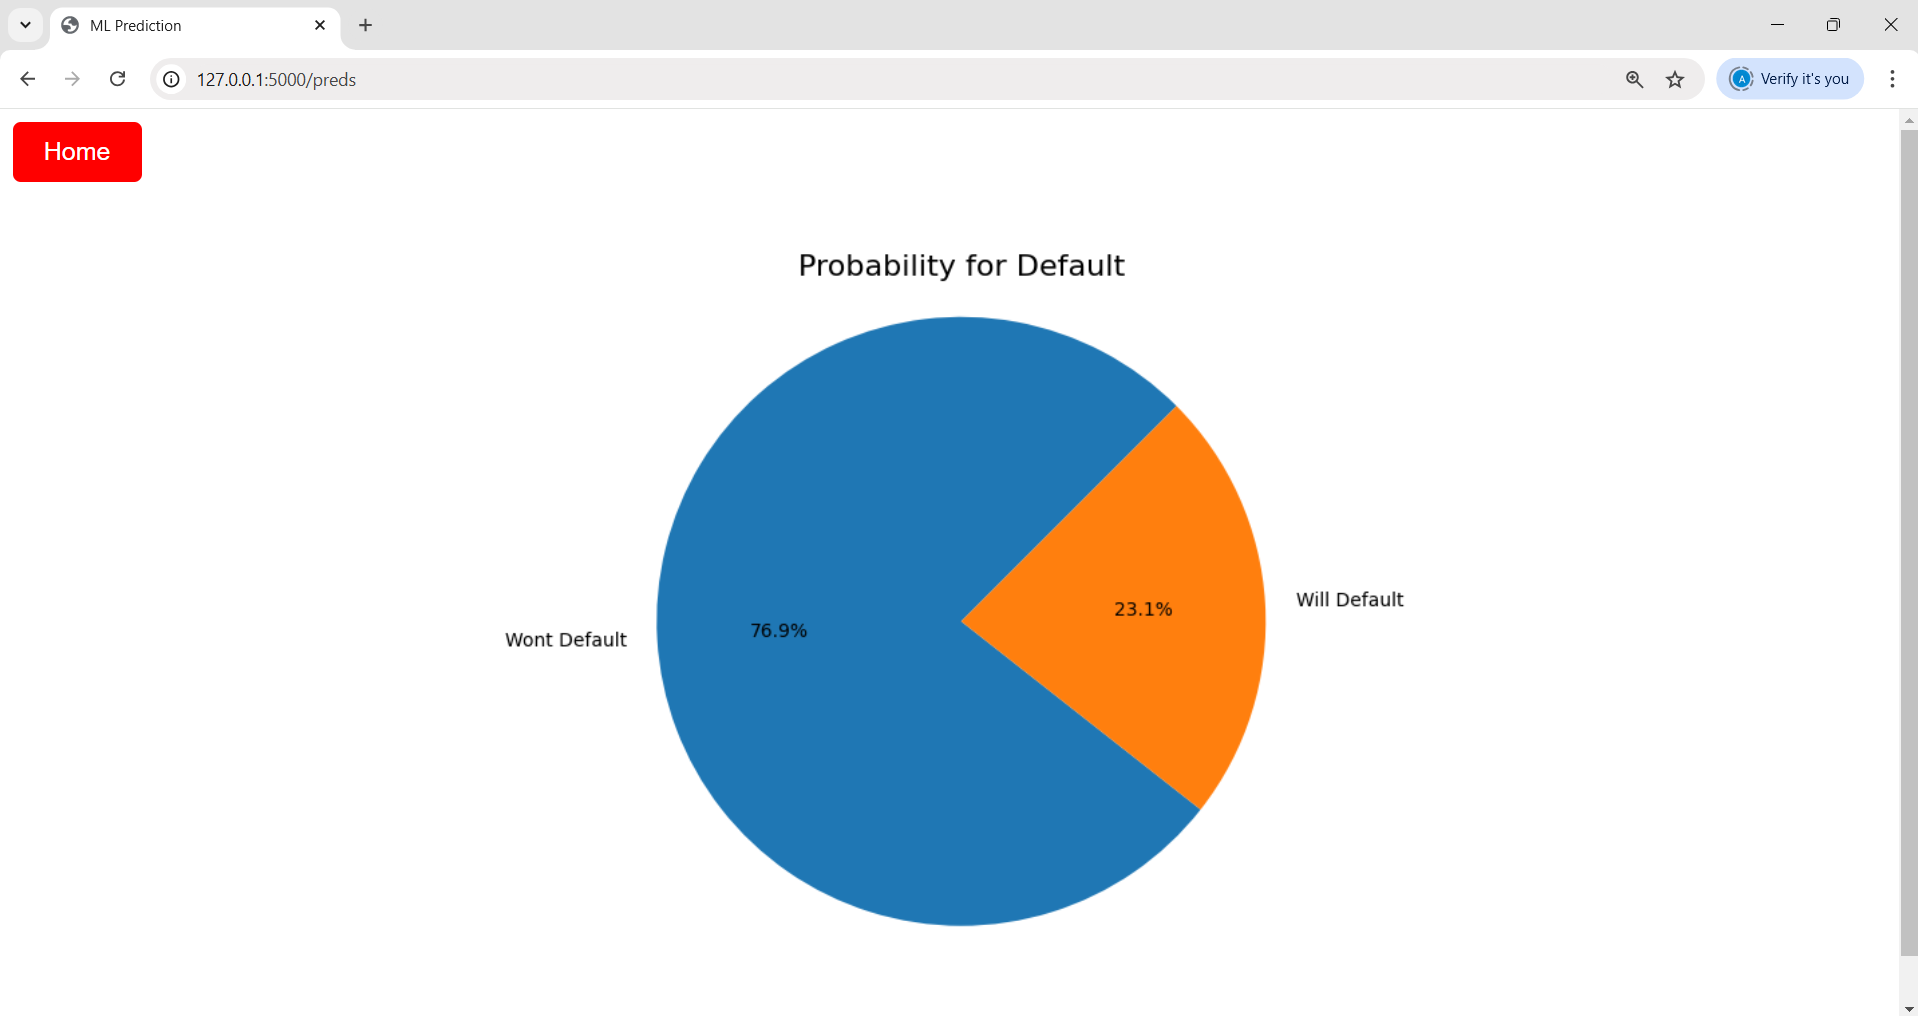 ML Prediction
127.0.0.1:5000/preds
A Verify it's you
Home
Probability for Default
Will Default
23.1%
76.9%
Wont Default